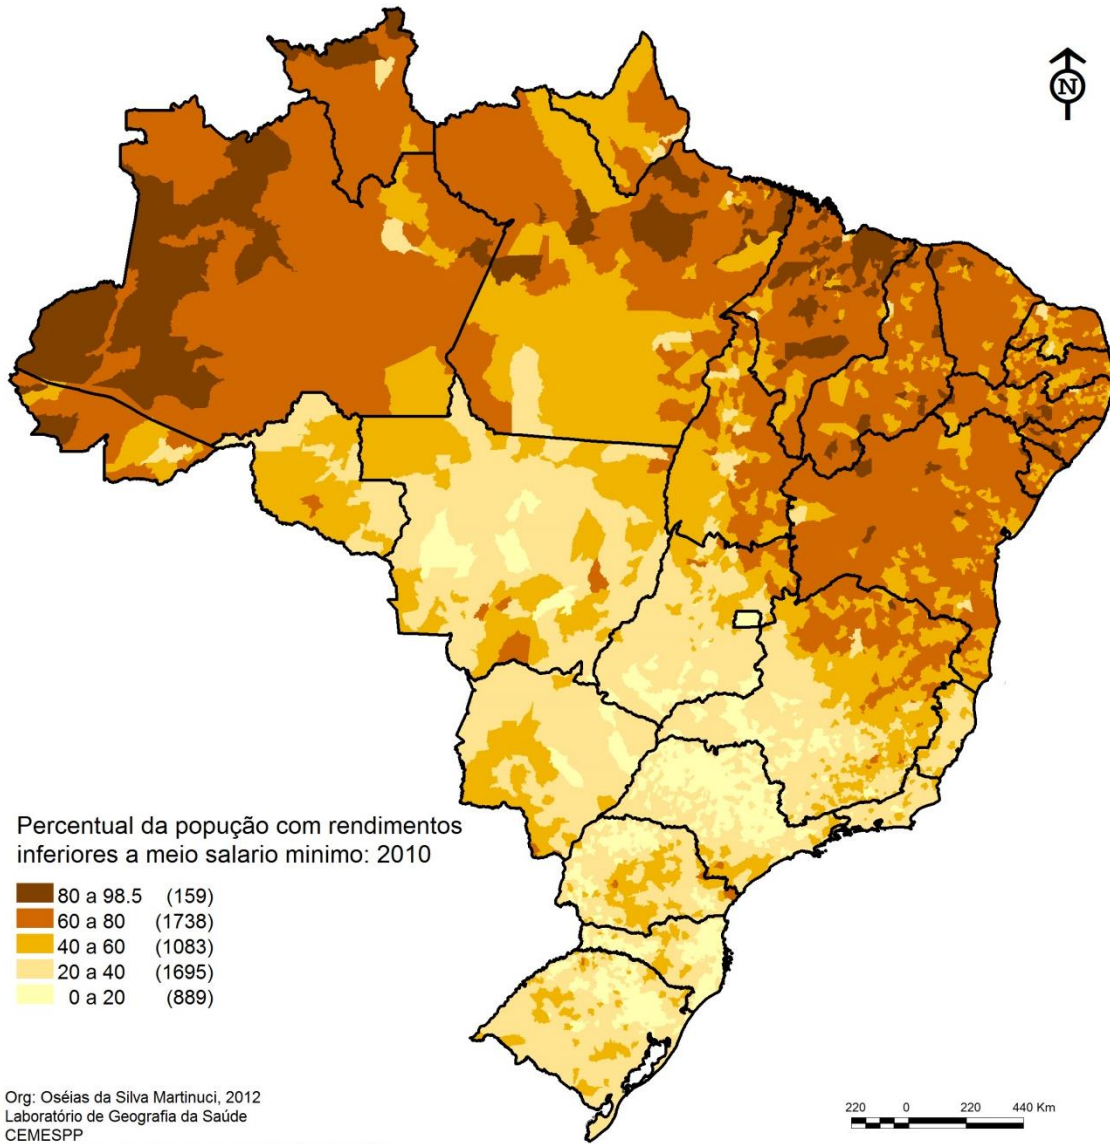 N
Percentual da popução com rendimentos
inferiores a meio salario minimo: 2010
80 a 98.5 (159)
60 a 80 (1738)
40 a 60 (1083)
20 a 40 (1695)
0 a 20 (889)
Org: Oséias da Silva Martinuci, 2012
Laboratório de Geografia da Saúde
CEMESPP
220 0 220 440 Km